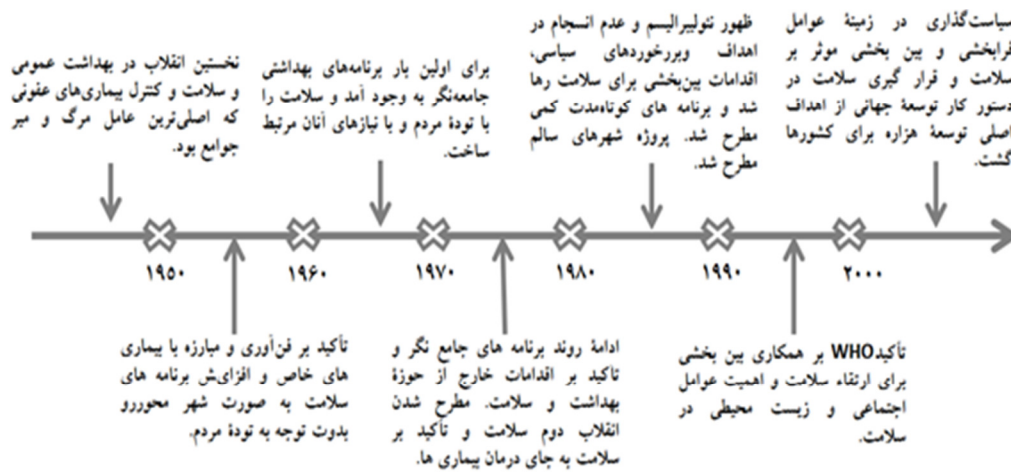 نخستین انقلاب در بهداشت عمومی
و سلامت و کنترل بیماری‌های عفونی
که اصلی‌ترین عامل مرگ و میر
جوامع بود.
برای اولین بار برنامه‌های بهداشتی
جامعه‌نگر به وجود آمد و سلامت را
با تودهٔ مردم و با نیازهای آنان مرتبط
ساخت.
ظهور نئولیبرالیسم و عدم انسجام در
اهداف وبررخوردهای سیاسی،
اقدامات بین‌بخشی برای سلامت رها
شد و برنامه های کوتاه‌مدت کمی
مطرح شد. پروژه شهرهای سالم
مطرح شد.
سیاست‌گذاری در زمینهٔ عوامل
فرابخشی و بین بخشی موثر بر
سلامت و قرار گیری سلامت در
دستور کار توسعهٔ جهانی از اهداف
اصلی توسعهٔ هزاره برای کشورها
گشت.
۱۹۵۰
۱۹۶۰
۱۹۷۰
۱۹۸۰
۱۹۹۰
۲۰۰۰
تأکید بر فن‌آوری و مبارزه با بیماری
های خاص و افزای‌ش برنامه های
سلامت به صورت شهر محوررو
بدوت توجه به تودهٔ مردم.
ادامهٔ روند برنامه های جامع نگر و
تاکید بر اقدامات خارج از حوزهٔ
بهداشت و سلامت. مطرح شدن
انقلاب دوم سلامت و تأکید بر
سلامت به جای درمان بیماری ها.
تأکیدWHO بر همکاری بین بخشی
برای ارتقاء سلامت و اهمیت عوامل
اجتماعی و زیست محیطی در
سلامت.